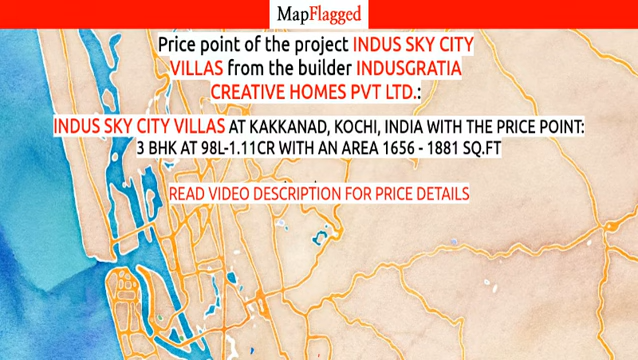 MapFlagged
Price point of the project INDUS SKY CITY
VILLAS from the builder INDUSGRATIA
CREATIVE HOMES PVT LTD.:
INDUS SKY CITY VILLAS AT KAKKANAD, KOCHI, INDIA WITH THE PRICE POINT:
3 BHK AT 98L-1.11CR WITH AN AREA 1656 - 1881 SQ.FT
READ VIDEO DESCRIPTION FOR PRICE DETAILS